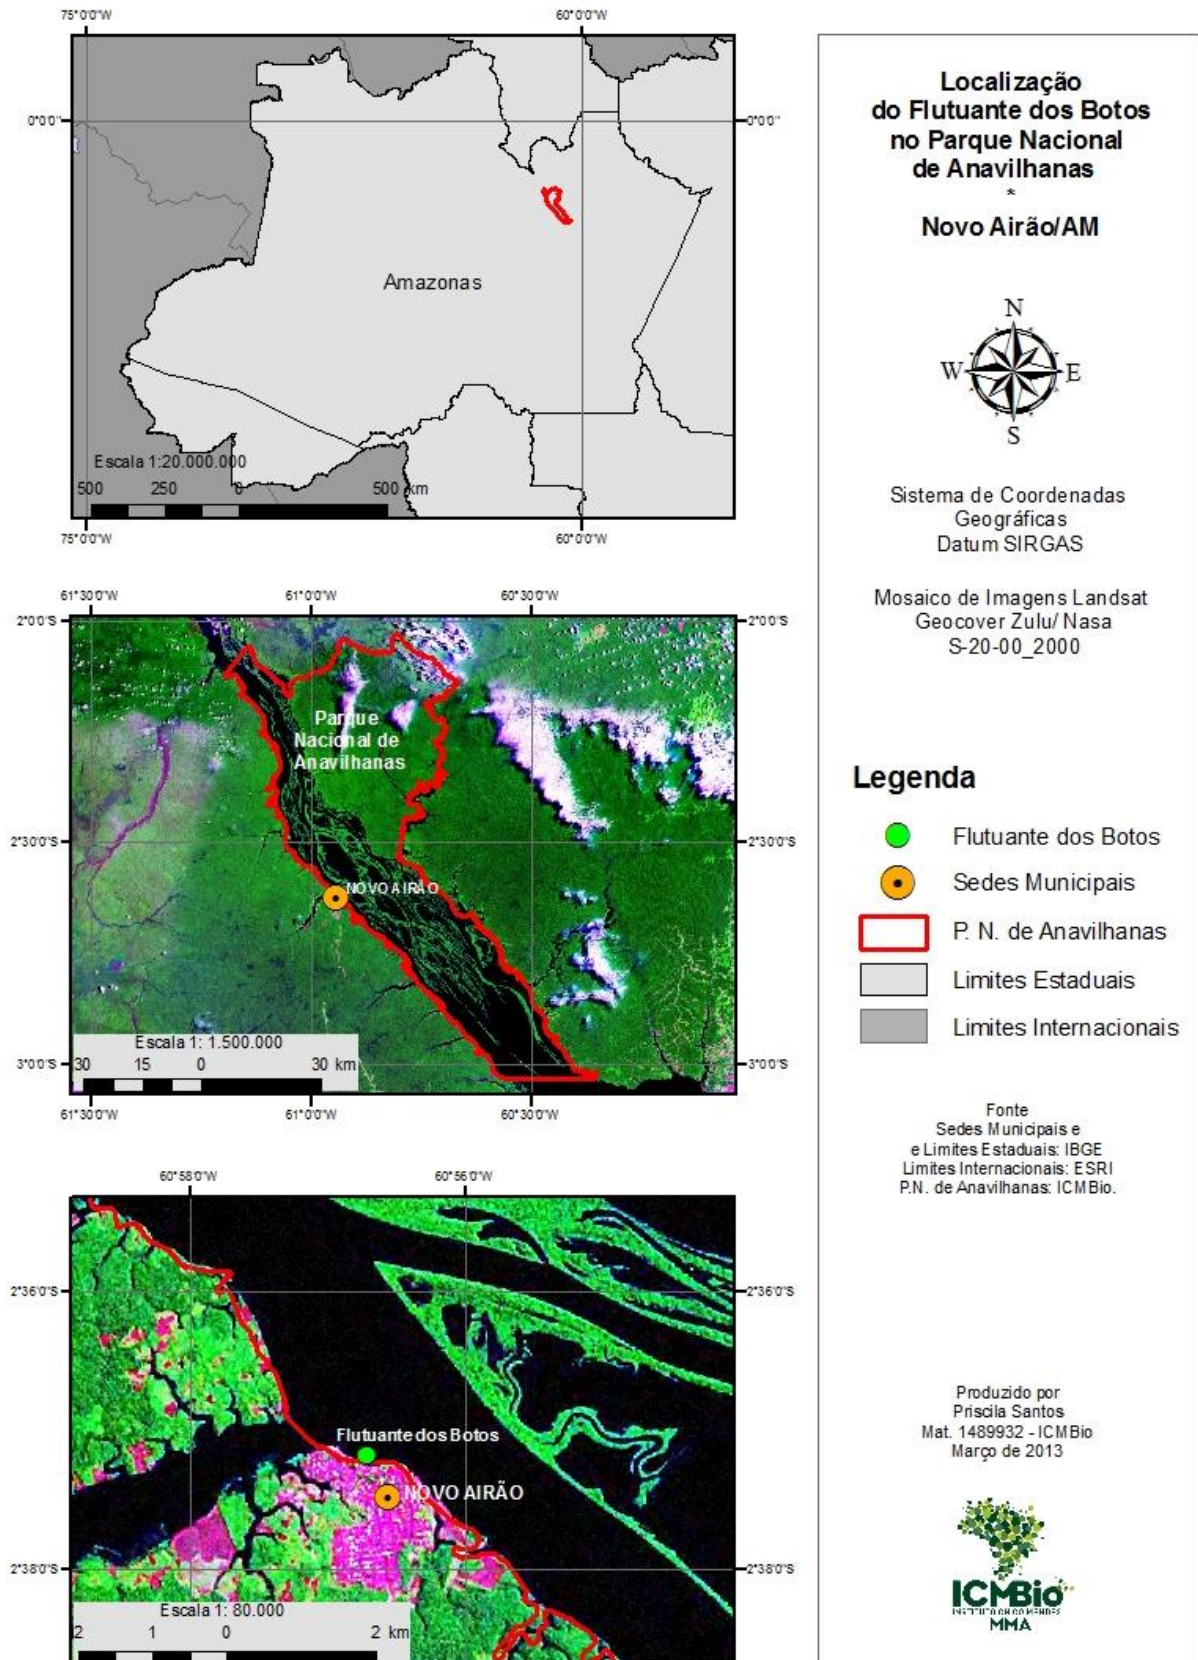 75°0'0"W
60°0'0"W
0°0'0"
0°0'0"
Amazonas
Escala 1:20.000.000
500 250 0 500 km
75°0'0"W
60°0'0"W
61°30'0"W
61°0'0"W
60°30'0"W
2°0'0"S
2°0'0"S
Parque
Nacional de
Anavilhanas
2°30'0"S
2°30'0"S
NOVO AIRÃO
Escala 1: 1.500.000
30 15 0 30 km
3°0'0"S
3°0'0"S
61°30'0"W
61°0'0"W
60°30'0"W
60°58'0"W
60°56'0"W
2°36'0"S
2°36'0"S
Flutuante dos Botos
NOVO AIRÃO
2°38'0"S
2°38'0"S
Escala 1: 80.000
2 1 0 2 km
Localização
do Flutuante dos Botos
no Parque Nacional
de Anavilhanas
*
Novo Airão/AM
N
W E
S
Sistema de Coordenadas
Geográficas
Datum SIRGAS
Mosaico de Imagens Landsat
Geocover Zulu/ Nasa
S-20-00_2000
Legenda
Flutuante dos Botos
Sedes Municipais
P. N. de Anavilhanas
Limites Estaduais
Limites Internacionais
Fonte
Sedes Municipais e
e Limites Estaduais: IBGE
Limites Internacionais: ESRI
P.N. de Anavilhanas: ICMBio.
Produzido por
Priscila Santos
Mat. 1489932 - ICMBio
Março de 2013
ICMBio
INSTITUTO CHICO MENDES
MMA